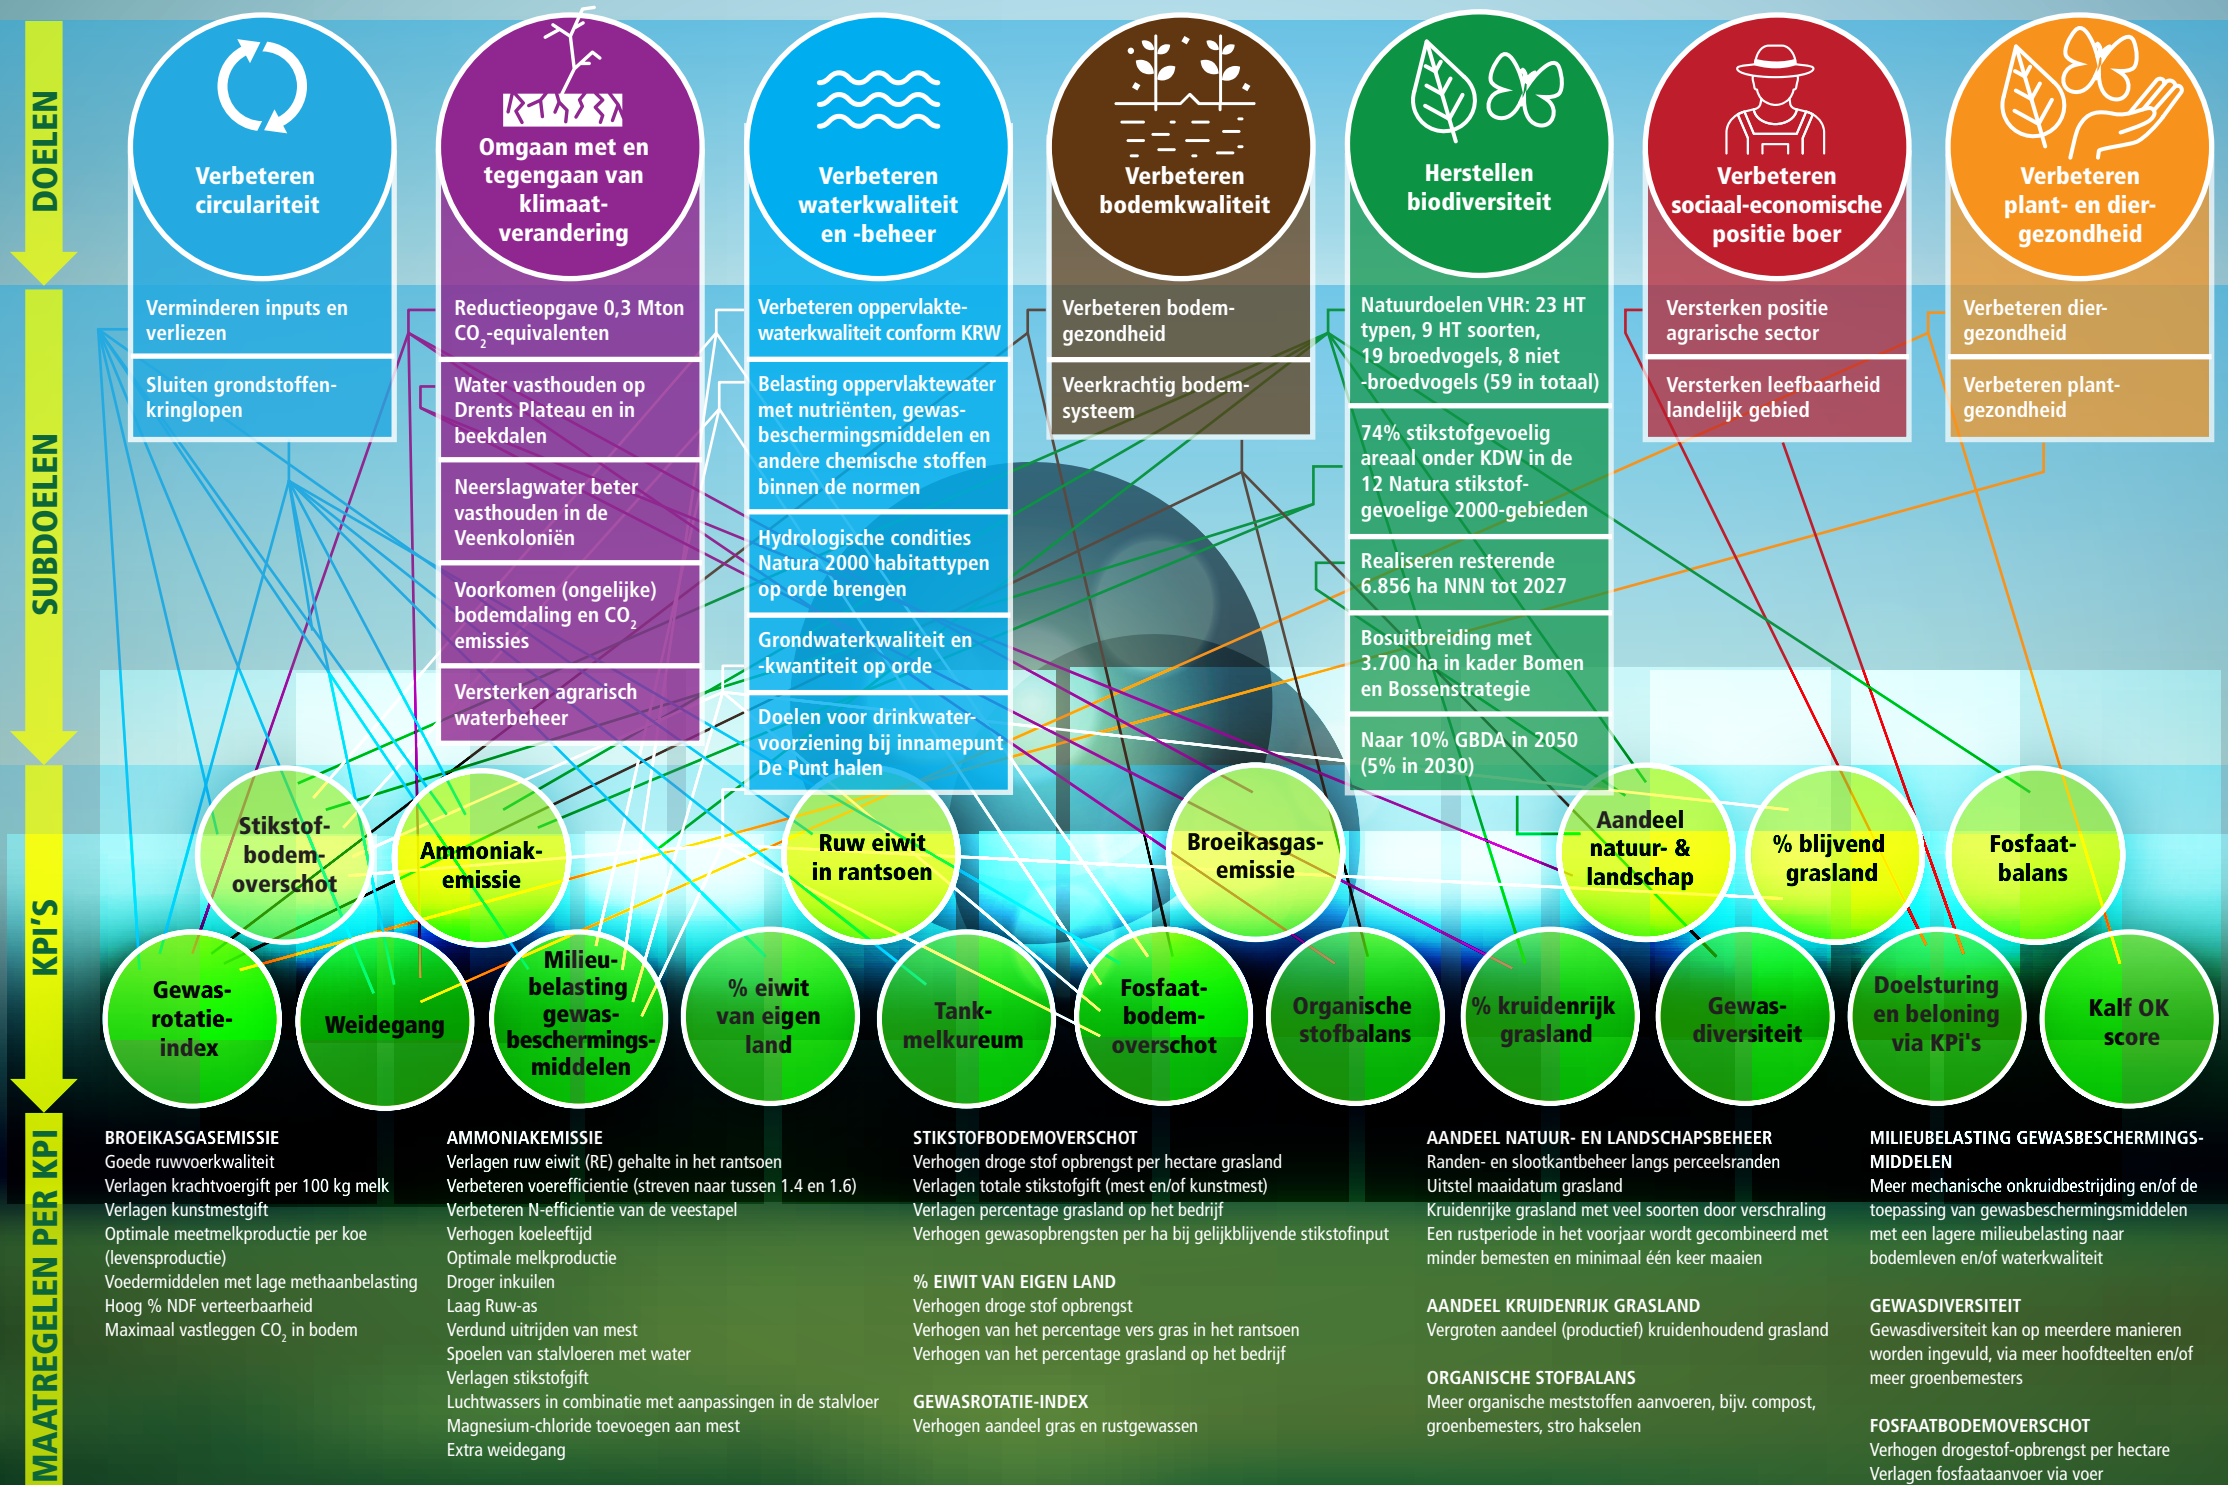 DOELEN
Verbeteren
circulariteit
Omgaan met en
tegengaan van
klimaat-
verandering
Verbeteren
waterkwaliteit
en -beheer
Verbeteren
bodemkwaliteit
Herstellen
biodiversiteit
Verbeteren
sociaal-economische
positie boer
Verbeteren
plant- en dier-
gezondheid
SUBDOELEN
Verminderen inputs en
verliezen
Sluiten grondstoffen-
kringlopen
Reductieopgave 0,3 Mton
CO2-equivalenten
Water vasthouden op
Drents Plateau en in
beekdalen
Neerslagwater beter
vasthouden in de
Veenkoloniën
Voorkomen (ongelijke)
bodemdaling en CO2
emissies
Versterken agrarisch
waterbeheer
Verbeteren oppervlakte-
waterkwaliteit conform KRW
Belasting oppervlaktewater
met nutriënten, gewas-
beschermingsmiddelen en
andere chemische stoffen
binnen de normen
Hydrologische condities
Natura 2000 habitattypen
op orde brengen
Grondwaterkwaliteit en
-kwantiteit op orde
Doelen voor drinkwater-
voorziening bij innamepunt
De Punt halen
Verbeteren bodem-
gezondheid
Veerkrachtig bodem-
systeem
Natuurdoelen VHR: 23 HT
typen, 9 HT soorten,
19 broedvogels, 8 niet
-broedvogels (59 in totaal)
74% stikstofgevoelig
areaal onder KDW in de
12 Natura stikstof-
gevoelige 2000-gebieden
Realiseren resterende
6.856 ha NNN tot 2027
Bosuitbreiding met
3.700 ha in kader Bomen
en Bossenstrategie
Naar 10% GBDA in 2050
(5% in 2030)
Versterken positie
agrarische sector
Versterken leefbaarheid
landelijk gebied
Verbeteren dier-
gezondheid
Verbeteren plant-
gezondheid
KPI'S
Stikstof-
bodem-
overschot
Ammoniak-
emissie
Ruw eiwit
in rantsoen
Broeikasgas-
emissie
Aandeel
natuur- &
landschap
% blijvend
grasland
Fosfaat-
balans
Gewas-
rotatie-
index
Weidegang
Milieu-
belasting
gewas-
beschermings-
middelen
% eiwit
van eigen
land
Tank-
melkureum
Fosfaat-
bodem-
overschot
Organische
stofbalans
% kruidenrijk
grasland
Gewas-
diversiteit
Doelsturing
en beloning
via KPi's
Kalf OK
score
MAATREGELEN PER KPI
BROEIKASGASEMISSIE
Goede ruwvoerkwaliteit
Verlagen krachtvoergift per 100 kg melk
Verlagen kunstmestgift
Optimale meetmelkproductie per koe
(levensproductie)
Voedermiddelen met lage methaanbelasting
Hoog % NDF verteerbaarheid
Maximaal vastleggen CO2 in bodem
AMMONIAKEMISSIE
Verlagen ruw eiwit (RE) gehalte in het rantsoen
Verbeteren voerefficientie (streven naar tussen 1.4 en 1.6)
Verbeteren N-efficientie van de veestapel
Verhogen koeleeftijd
Optimale melkproductie
Droger inkuilen
Laag Ruw-as
Verdund uitrijden van mest
Spoelen van stalvloeren met water
Verlagen stikstofgift
Luchtwassers in combinatie met aanpassingen in de stalvloer
Magnesium-chloride toevoegen aan mest
Extra weidegang
STIKSTOFBODEMOVERSCHOT
Verhogen droge stof opbrengst per hectare grasland
Verlagen totale stikstofgift (mest en/of kunstmest)
Verlagen percentage grasland op het bedrijf
Verhogen gewasopbrengsten per ha bij gelijkblijvende stikstofinput
% EIWIT VAN EIGEN LAND
Verhogen droge stof opbrengst
Verhogen van het percentage vers gras in het rantsoen
Verhogen van het percentage grasland op het bedrijf
GEWASROTATIE-INDEX
Verhogen aandeel gras en rustgewassen
AANDEEL NATUUR- EN LANDSCHAPSBEHEER
Randen- en slootkantbeheer langs perceelsranden
Uitstel maaidatum grasland
Kruidenrijke grasland met veel soorten door verschraling
Een rustperiode in het voorjaar wordt gecombineerd met
minder bemesten en minimaal één keer maaien
AANDEEL KRUIDENRIJK GRASLAND
Vergroten aandeel (productief) kruidenhoudend grasland
ORGANISCHE STOFBALANS
Meer organische meststoffen aanvoeren, bijv. compost,
groenbemesters, stro hakselen
MILIEUBELASTING GEWASBESCHERMINGS-
MIDDELEN
Meer mechanische onkruidbestrijding en/of de
toepassing van gewasbeschermingsmiddelen
met een lagere milieubelasting naar
bodemleven en/of waterkwaliteit
GEWASDIVERSITEIT
Gewasdiversiteit kan op meerdere manieren
worden ingevuld, via meer hoofdteelten en/of
meer groenbemesters
FOSFAATBODEMOVERSCHOT
Verhogen drogestof-opbrengst per hectare
Verlagen fosfaataanvoer via voer